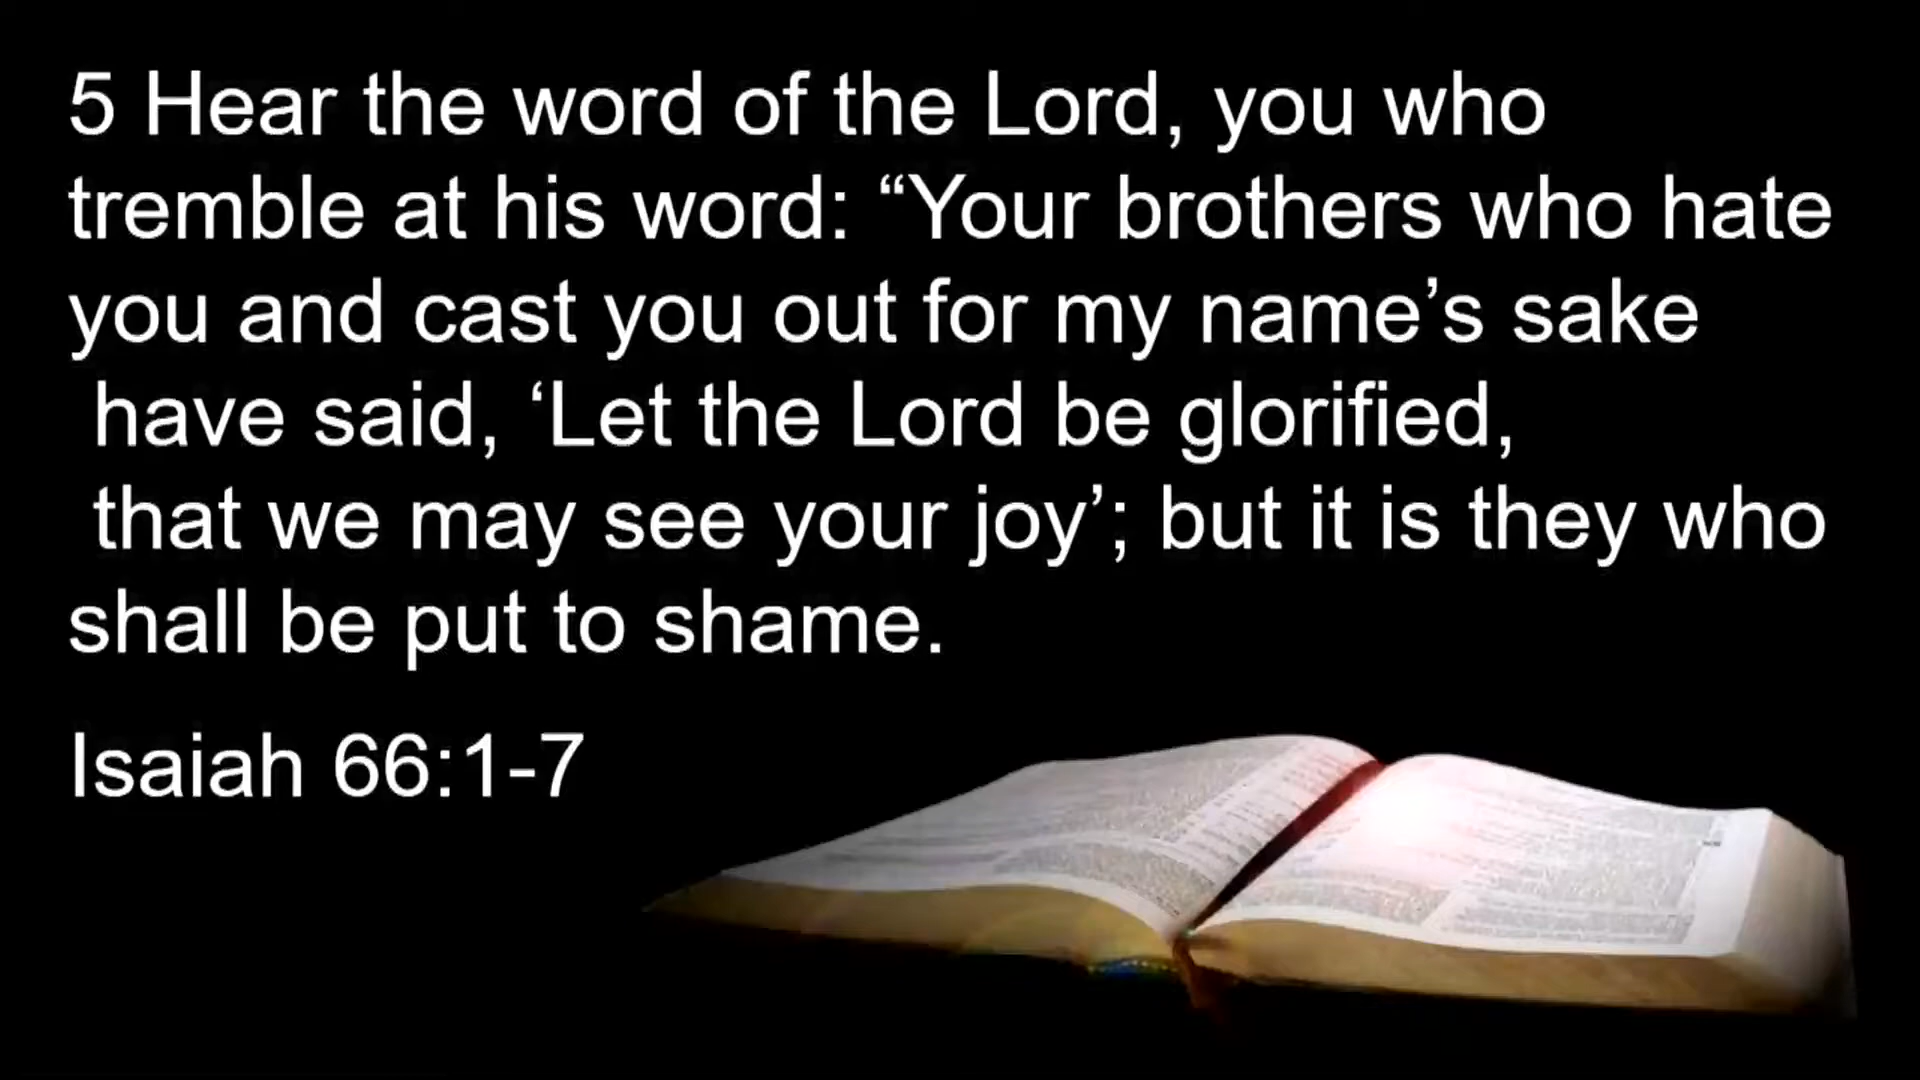 5 Hear the word of the Lord, you who
tremble at his word: “Your brothers who hate
you and cast you out for my name’s sake
have said, ‘Let the Lord be glorified,
that we may see your joy’; but it is they who
shall be put to shame.
Isaiah 66:1-7